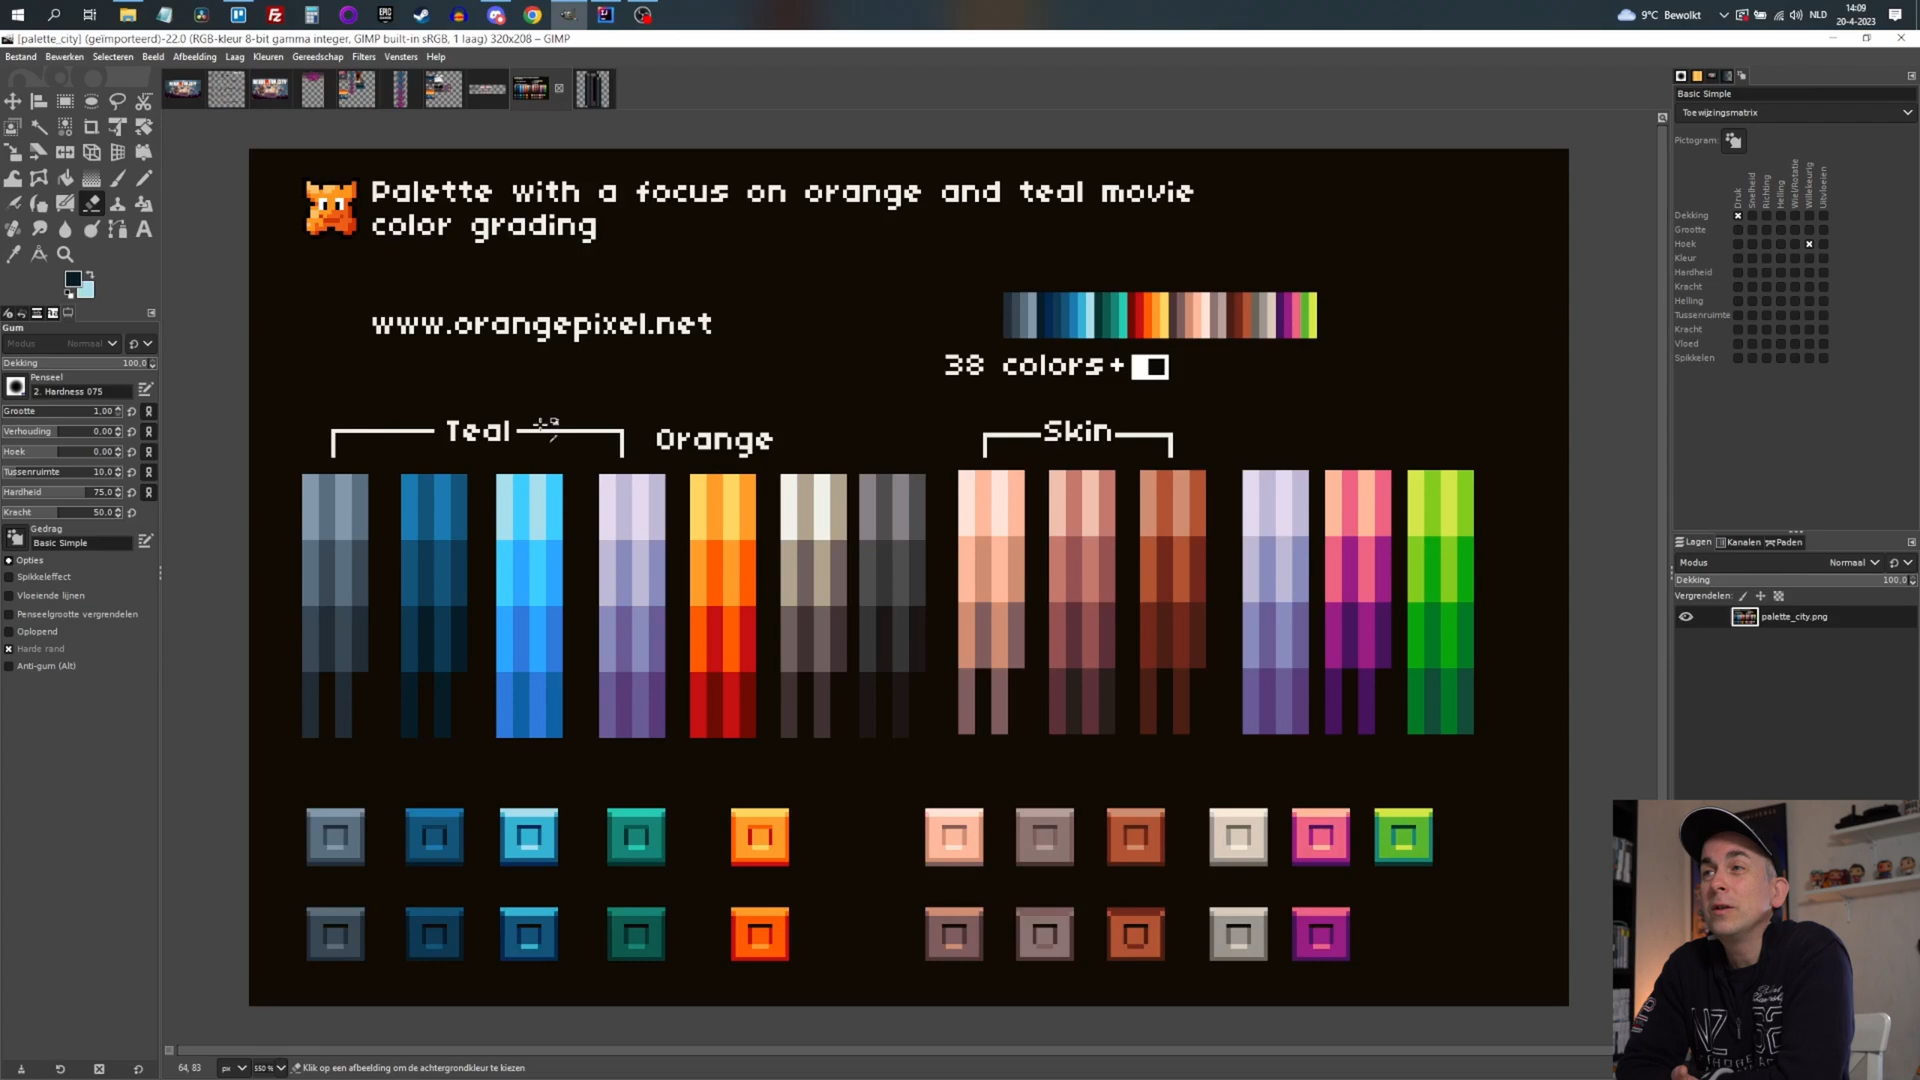 9°C Bewolkt
NLD
14:09
20-4-2023
[palette_city] (geïmporteerd)-22.0 (RGB-kleur 8-bit gamma integer, GIMP built-in sRGB, 1 laag) 320x208 – GIMP
Bestand Bewerken Selecteren Beeld Afbeelding Laag Kleuren Gereedschap Filters Vensters Help
Gum
Modus Normaal
Dekking 100,0
Penseel
2. Hardness 075
Grootte 1,00
Verhouding 0,00
Hoek 0,00
Tussenruimte 10,0
Hardheid 75,0
Kracht 50,0
Gedrag
Basic Simple
Opties
Spikkeleffect
Vloeiende lijnen
Penseelgrootte vergrendelen
Oplopend
Harde rand
Anti-gum (Alt)
Palette with a focus on orange and teal movie
color grading
www.orangepixel.net
38 colors+
Teal
Orange
Skin
64, 83
px
550 %
Klik op een afbeelding om de achtergrondkleur te kiezen
Basic Simple
Toewijzingsmatrix
Pictogram:
Druk
Snelheid
Richting
Helling
Wiel/Rotatie
Willekeurig
Uitvloeien
Dekking
Grootte
Hoek
Kleur
Hardheid
Kracht
Helling
Tussenruimte
Kracht
Vloed
Spikkelen
Lagen Kanalen Paden
Modus Normaal
Dekking 100,0
Vergrendelen:
palette_city.png